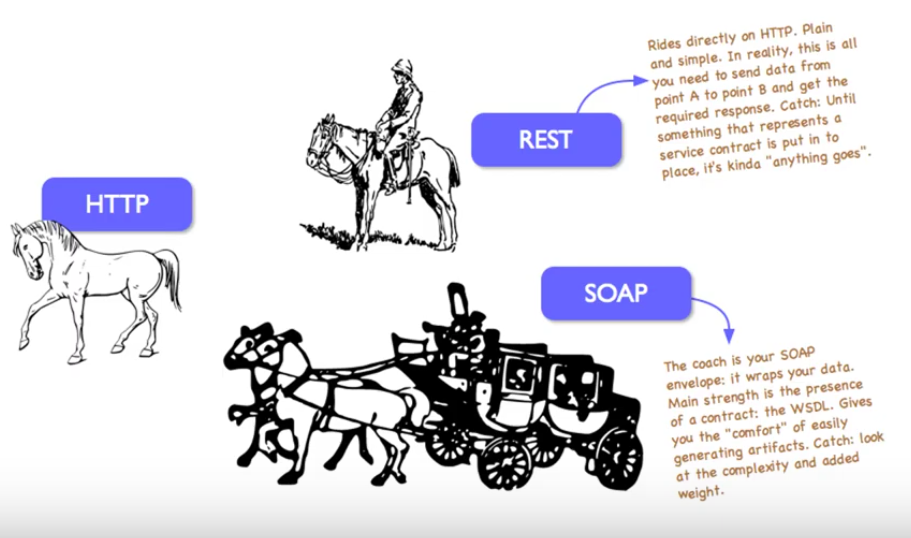 HTTP
REST
Rides directly on HTTP. Plain
and simple. In reality, this is all
you need to send data from
point A to point B and get the
required response. Catch: Until
something that represents a
service contract is put in to
place, it's kinda "anything goes".
SOAP
The coach is your SOAP
envelope: it wraps your data.
Main strength is the presence
of a contract: the WSDL. Gives
you the "comfort" of easily
generating artifacts. Catch: look
at the complexity and added
weight.